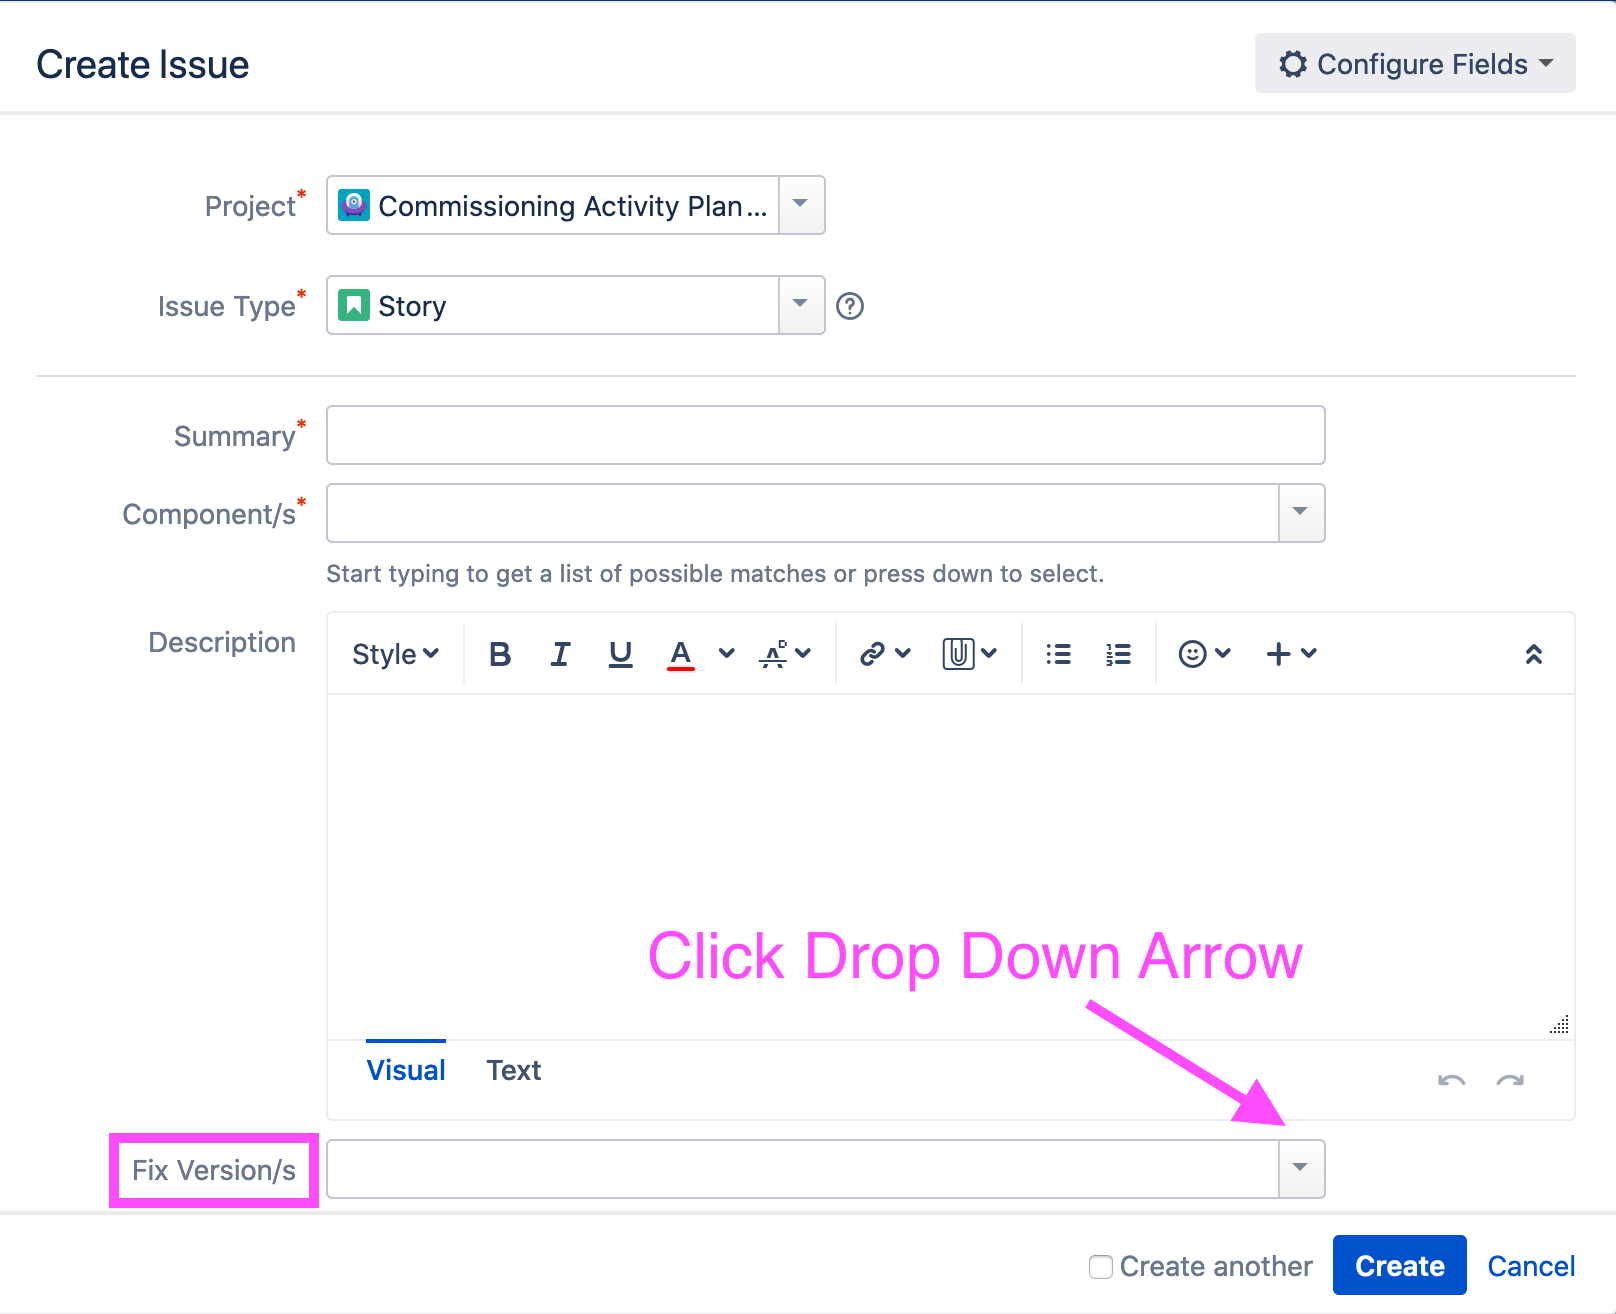 Create Issue
Configure Fields
Project*
Commissioning Activity Plan...
Issue Type*
Story
?
Summary*
Component/s*
Start typing to get a list of possible matches or press down to select.
Description
Style B I U A
Click Drop Down Arrow
Visual Text
Fix Version/s
Create another Create Cancel